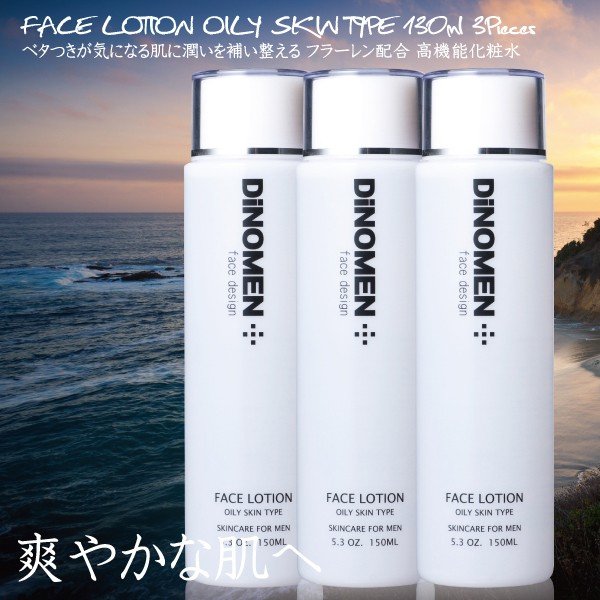 FACE LOTION OILY SKIN TYPE 130ml 3Pieces
ベタつきが気になる肌に潤いを補い整える フラーレン配合 高機能化粧水
DiNOMEN
face design
FACE LOTION
OILY SKIN TYPE
SKINCARE FOR MEN
5.3 OZ. 150ML
DiNOMEN
face design
FACE LOTION
OILY SKIN TYPE
SKINCARE FOR MEN
5.3 OZ. 150ML
DiNOMEN
face design
FACE LOTION
OILY SKIN TYPE
SKINCARE FOR MEN
5.3 OZ. 150ML
爽やかな肌へ